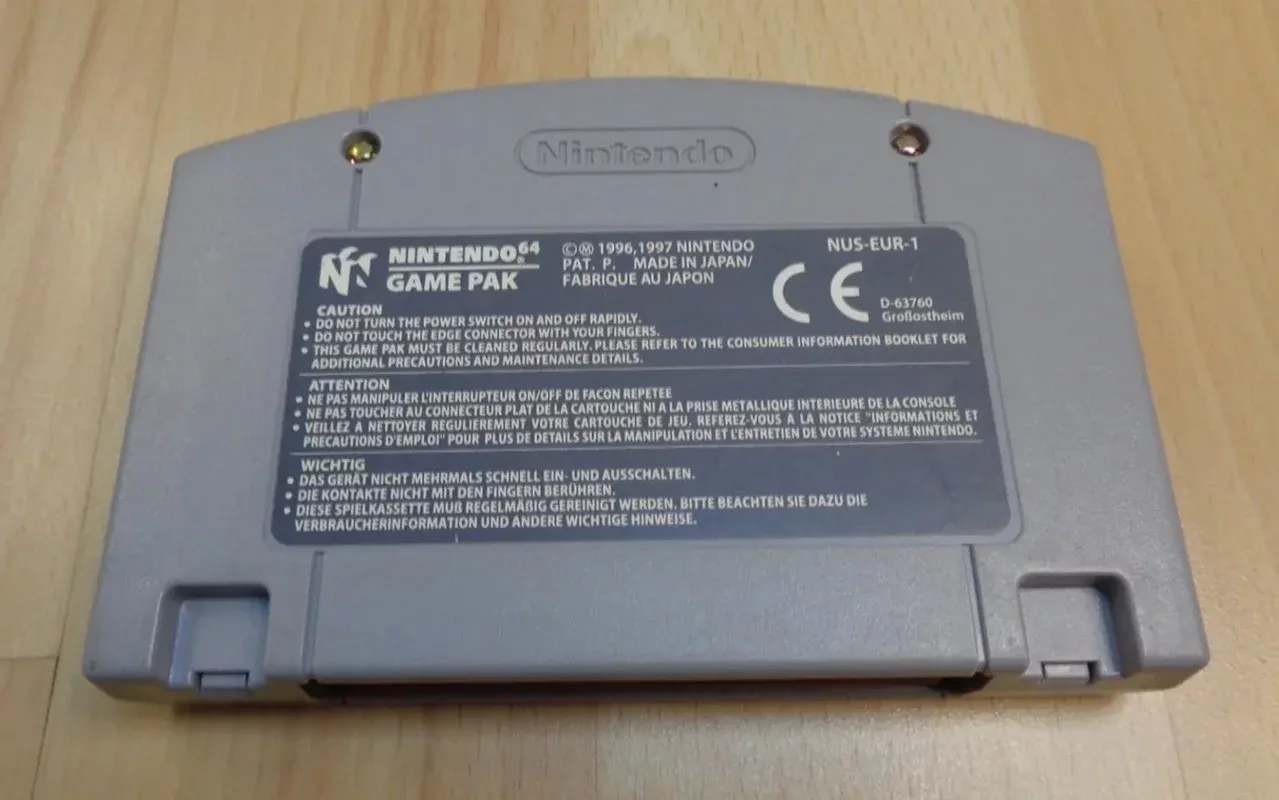 Nintendo
NINTENDO⁶⁴®
GAME PAK
©Ⓜ 1996,1997 NINTENDO
PAT. P. MADE IN JAPAN/
FABRIQUE AU JAPON
NUS-EUR-1
CE
D-63760
Großostheim
CAUTION
• DO NOT TURN THE POWER SWITCH ON AND OFF RAPIDLY.
• DO NOT TOUCH THE EDGE CONNECTOR WITH YOUR FINGERS.
• THIS GAME PAK MUST BE CLEANED REGULARLY. PLEASE REFER TO THE CONSUMER INFORMATION BOOKLET FOR
ADDITIONAL PRECAUTIONS AND MAINTENANCE DETAILS.
ATTENTION
• NE PAS MANIPULER L'INTERRUPTEUR ON/OFF DE FACON REPETEE
• NE PAS TOUCHER AU CONNECTEUR PLAT DE LA CARTOUCHE NI A LA PRISE METALLIQUE INTERIEURE DE LA CONSOLE
• VEILLEZ A NETTOYER REGULIEREMENT VOTRE CARTOUCHE DE JEU. REFEREZ-VOUS A LA NOTICE "INFORMATIONS ET
PRECAUTIONS D'EMPLOI" POUR PLUS DE DETAILS SUR LA MANIPULATION ET L'ENTRETIEN DE VOTRE SYSTEME NINTENDO.
WICHTIG
• DAS GERÄT NICHT MEHRMALS SCHNELL EIN- UND AUSSCHALTEN.
• DIE KONTAKTE NICHT MIT DEN FINGERN BERÜHREN.
• DIESE SPIELKASSETTE MUß REGELMÄßIG GEREINIGT WERDEN. BITTE BEACHTEN SIE DAZU DIE
VERBRAUCHERINFORMATION UND ANDERE WICHTIGE HINWEISE.